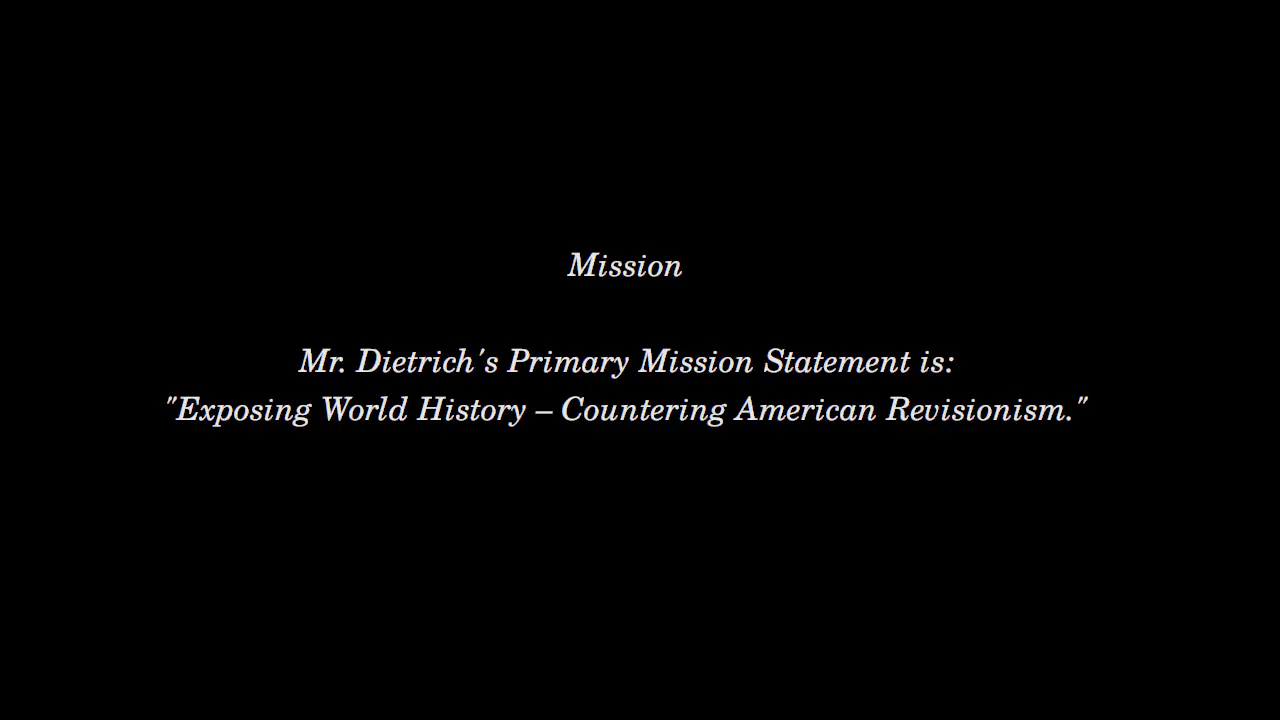 Mission
Mr. Dietrich's Primary Mission Statement is:
"Exposing World History – Countering American Revisionism."